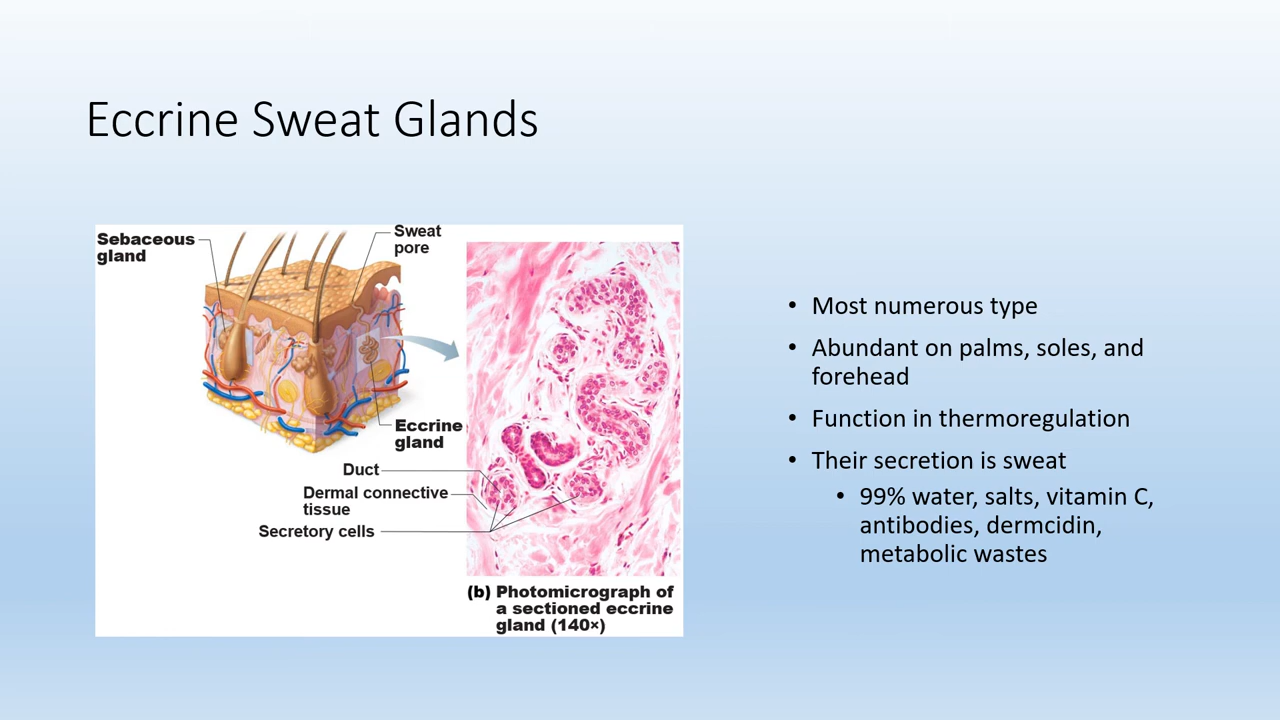 Eccrine Sweat Glands
Sebaceous
gland
Sweat
pore
Eccrine
gland
Duct
Dermal connective
tissue
Secretory cells
(b) Photomicrograph of
a sectioned eccrine
gland (140×)
• Most numerous type
• Abundant on palms, soles, and
forehead
• Function in thermoregulation
• Their secretion is sweat
• 99% water, salts, vitamin C,
antibodies, dermcidin,
metabolic wastes